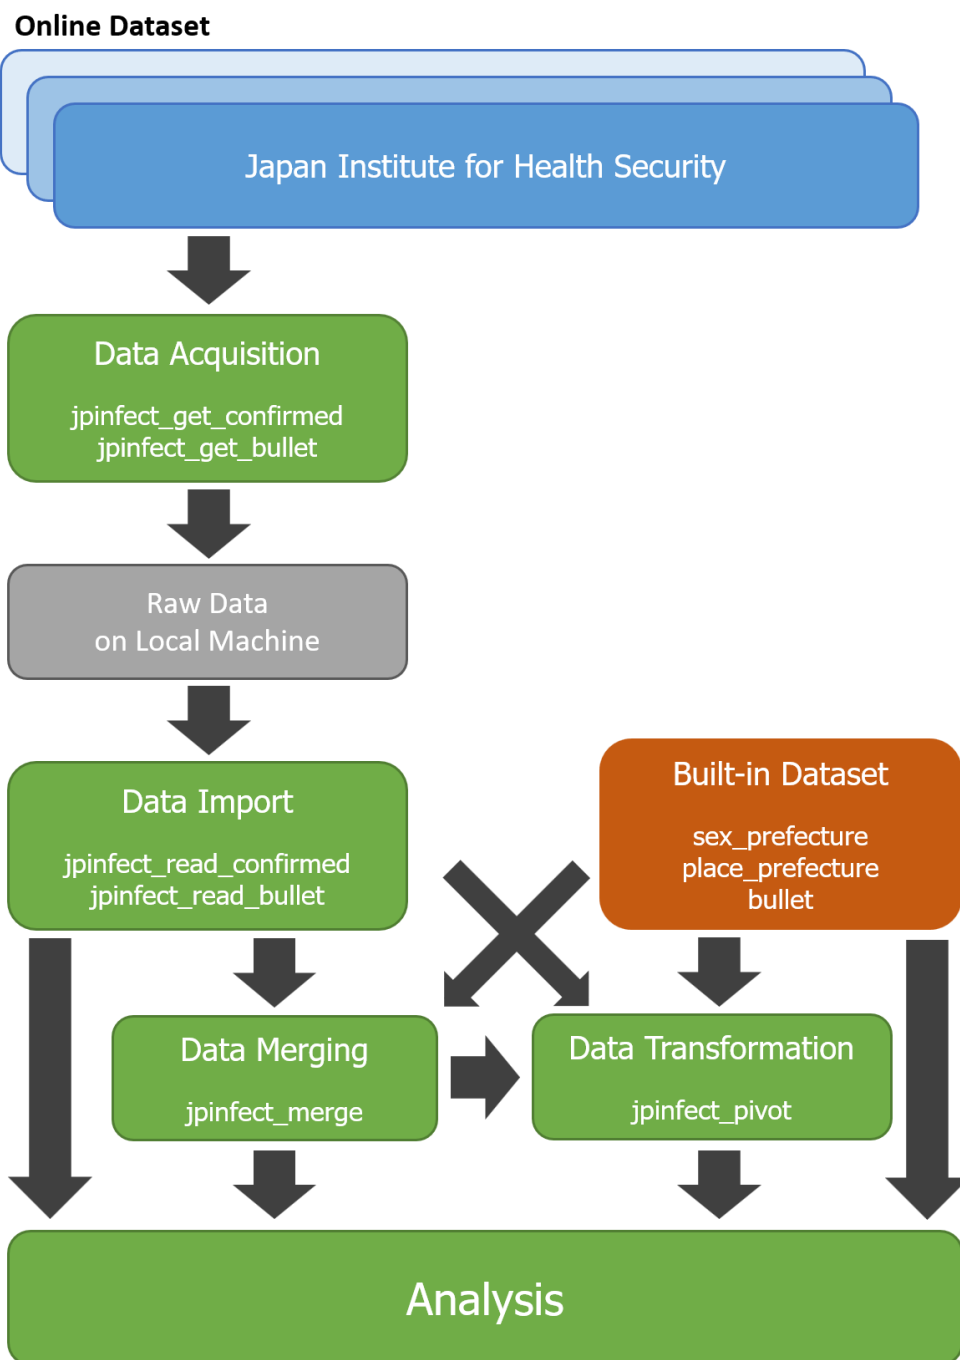 Online Dataset
Japan Institute for Health Security
Data Acquisition
jpinfect_get_confirmed
jpinfect_get_bullet
Raw Data
on Local Machine
Data Import
jpinfect_read_confirmed
jpinfect_read_bullet
Built-in Dataset
sex_prefecture
place_prefecture
bullet
Data Merging
jpinfect_merge
Data Transformation
jpinfect_pivot
Analysis